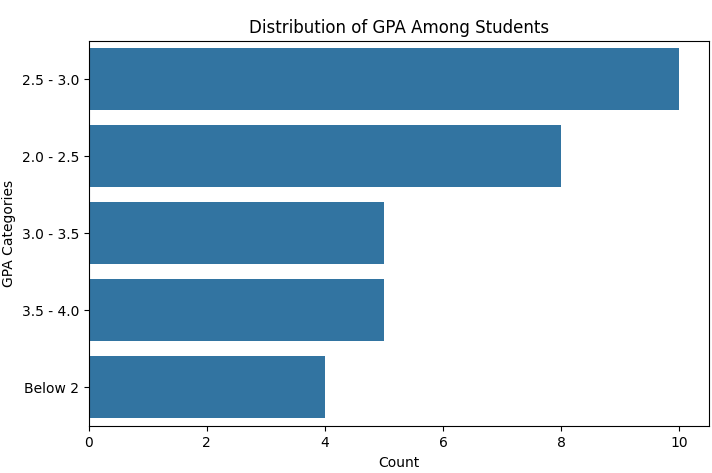 Distribution of GPA Among Students
GPA Categories
2.5 - 3.0
2.0 - 2.5
3.0 - 3.5
3.5 - 4.0
Below 2
0 2 4 6 8 10
Count